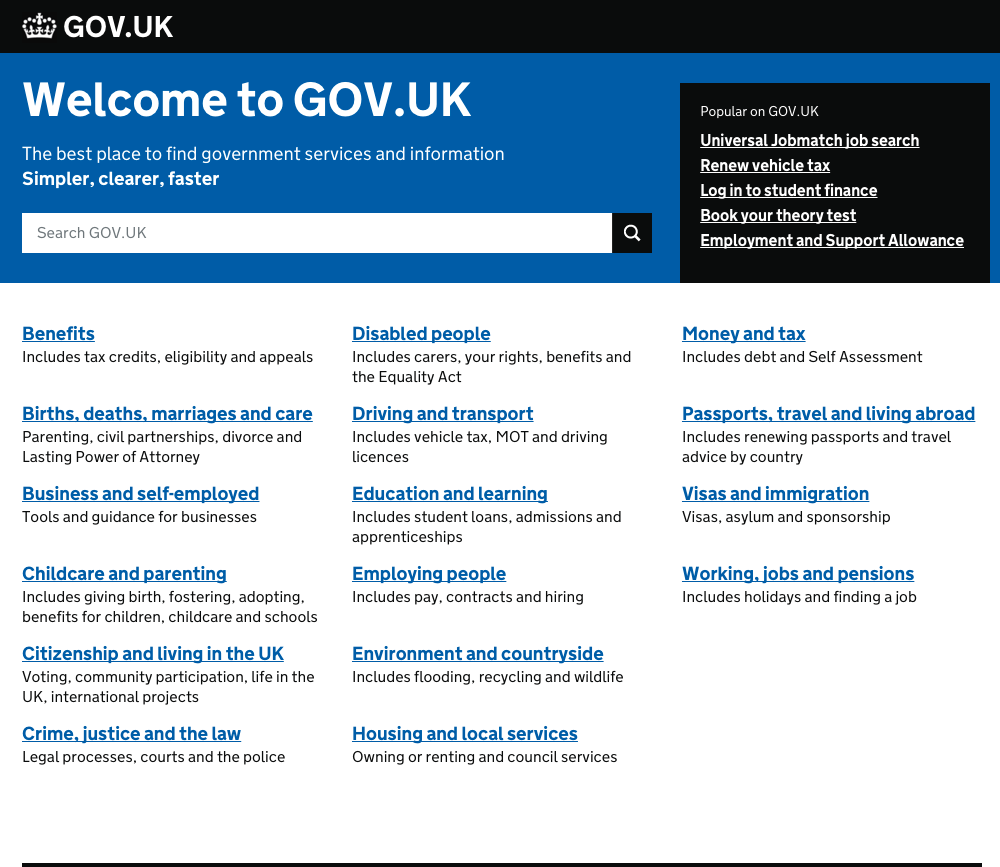 GOV.UK
Welcome to GOV.UK
The best place to find government services and information
Simpler, clearer, faster
Search GOV.UK
Popular on GOV.UK
Universal Jobmatch job search
Renew vehicle tax
Log in to student finance
Book your theory test
Employment and Support Allowance
Benefits
Includes tax credits, eligibility and appeals
Births, deaths, marriages and care
Parenting, civil partnerships, divorce and
Lasting Power of Attorney
Business and self-employed
Tools and guidance for businesses
Childcare and parenting
Includes giving birth, fostering, adopting,
benefits for children, childcare and schools
Citizenship and living in the UK
Voting, community participation, life in the
UK, international projects
Crime, justice and the law
Legal processes, courts and the police
Disabled people
Includes carers, your rights, benefits and
the Equality Act
Driving and transport
Includes vehicle tax, MOT and driving
licences
Education and learning
Includes student loans, admissions and
apprenticeships
Employing people
Includes pay, contracts and hiring
Environment and countryside
Includes flooding, recycling and wildlife
Housing and local services
Owning or renting and council services
Money and tax
Includes debt and Self Assessment
Passports, travel and living abroad
Includes renewing passports and travel
advice by country
Visas and immigration
Visas, asylum and sponsorship
Working, jobs and pensions
Includes holidays and finding a job